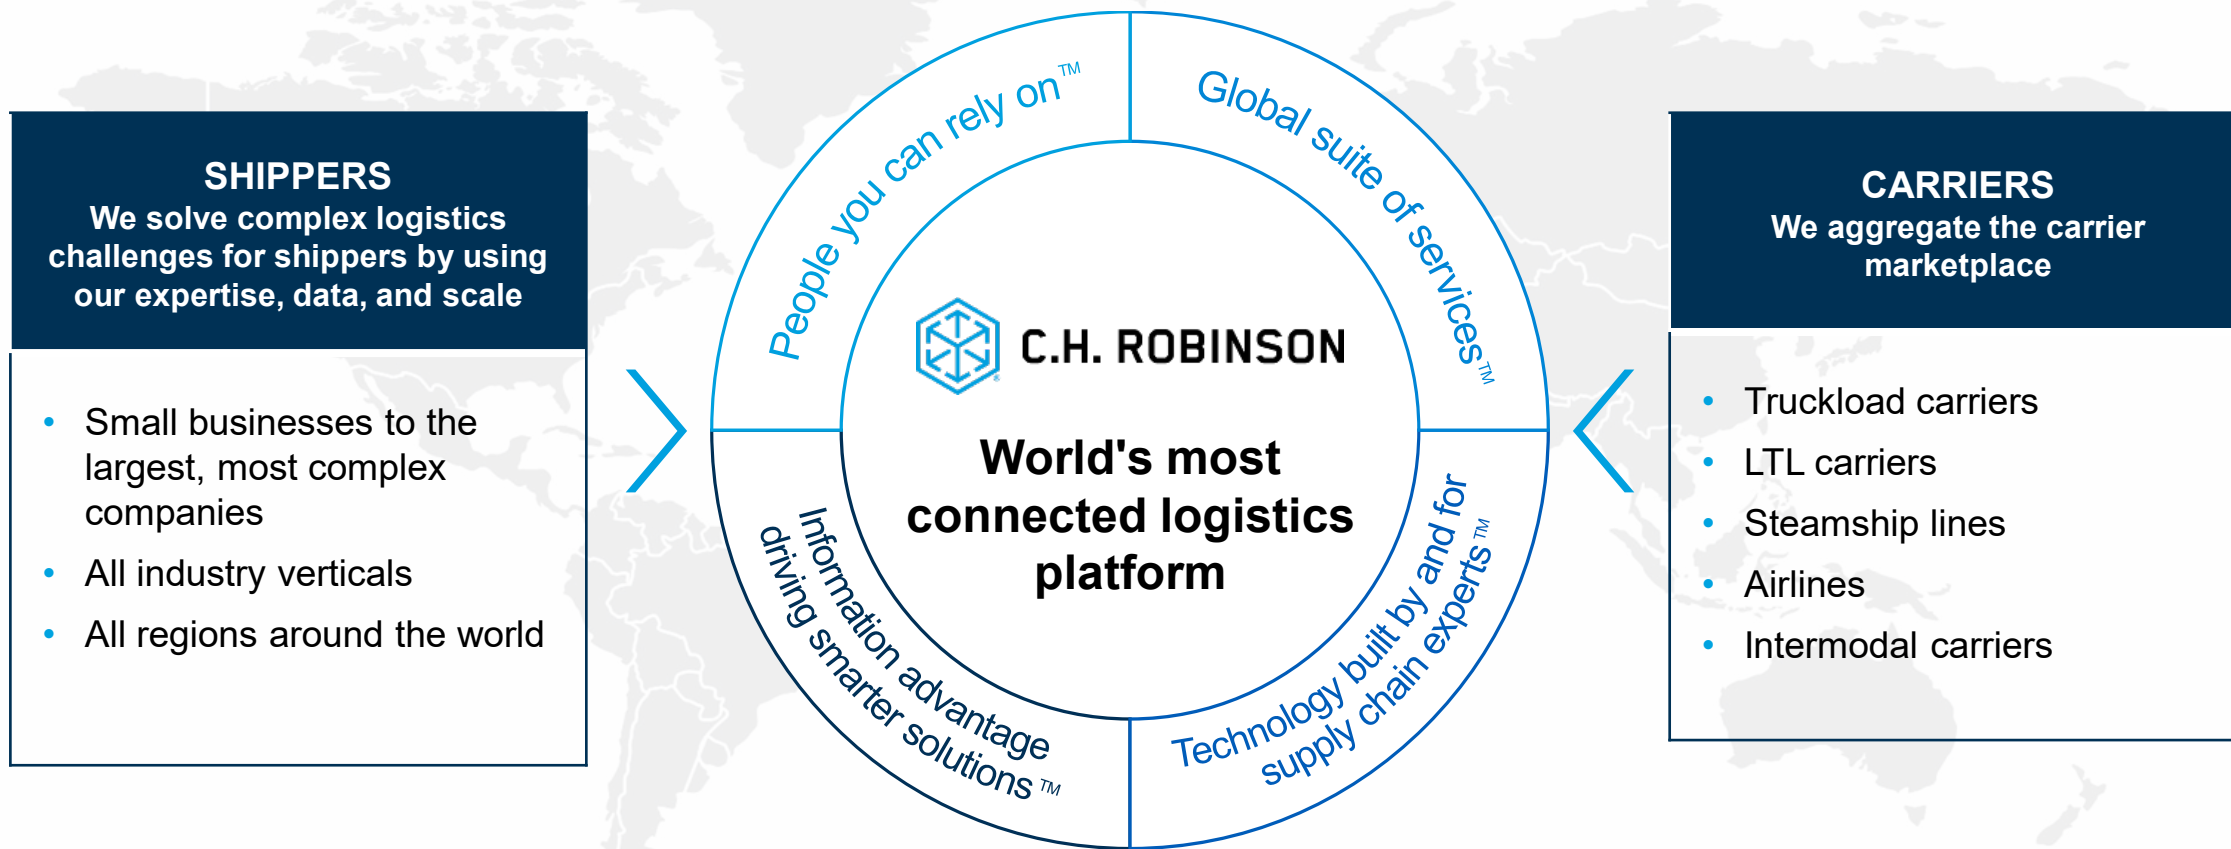 SHIPPERS
We solve complex logistics
challenges for shippers by using
our expertise, data, and scale
• Small businesses to the
largest, most complex
companies
• All industry verticals
• All regions around the world
People you can rely on™
Global suite of services™
C.H. ROBINSON®
World's most
connected logistics
platform
Information advantage
driving smarter solutions™
Technology built by and for
supply chain experts™
CARRIERS
We aggregate the carrier
marketplace
• Truckload carriers
• LTL carriers
• Steamship lines
• Airlines
• Intermodal carriers